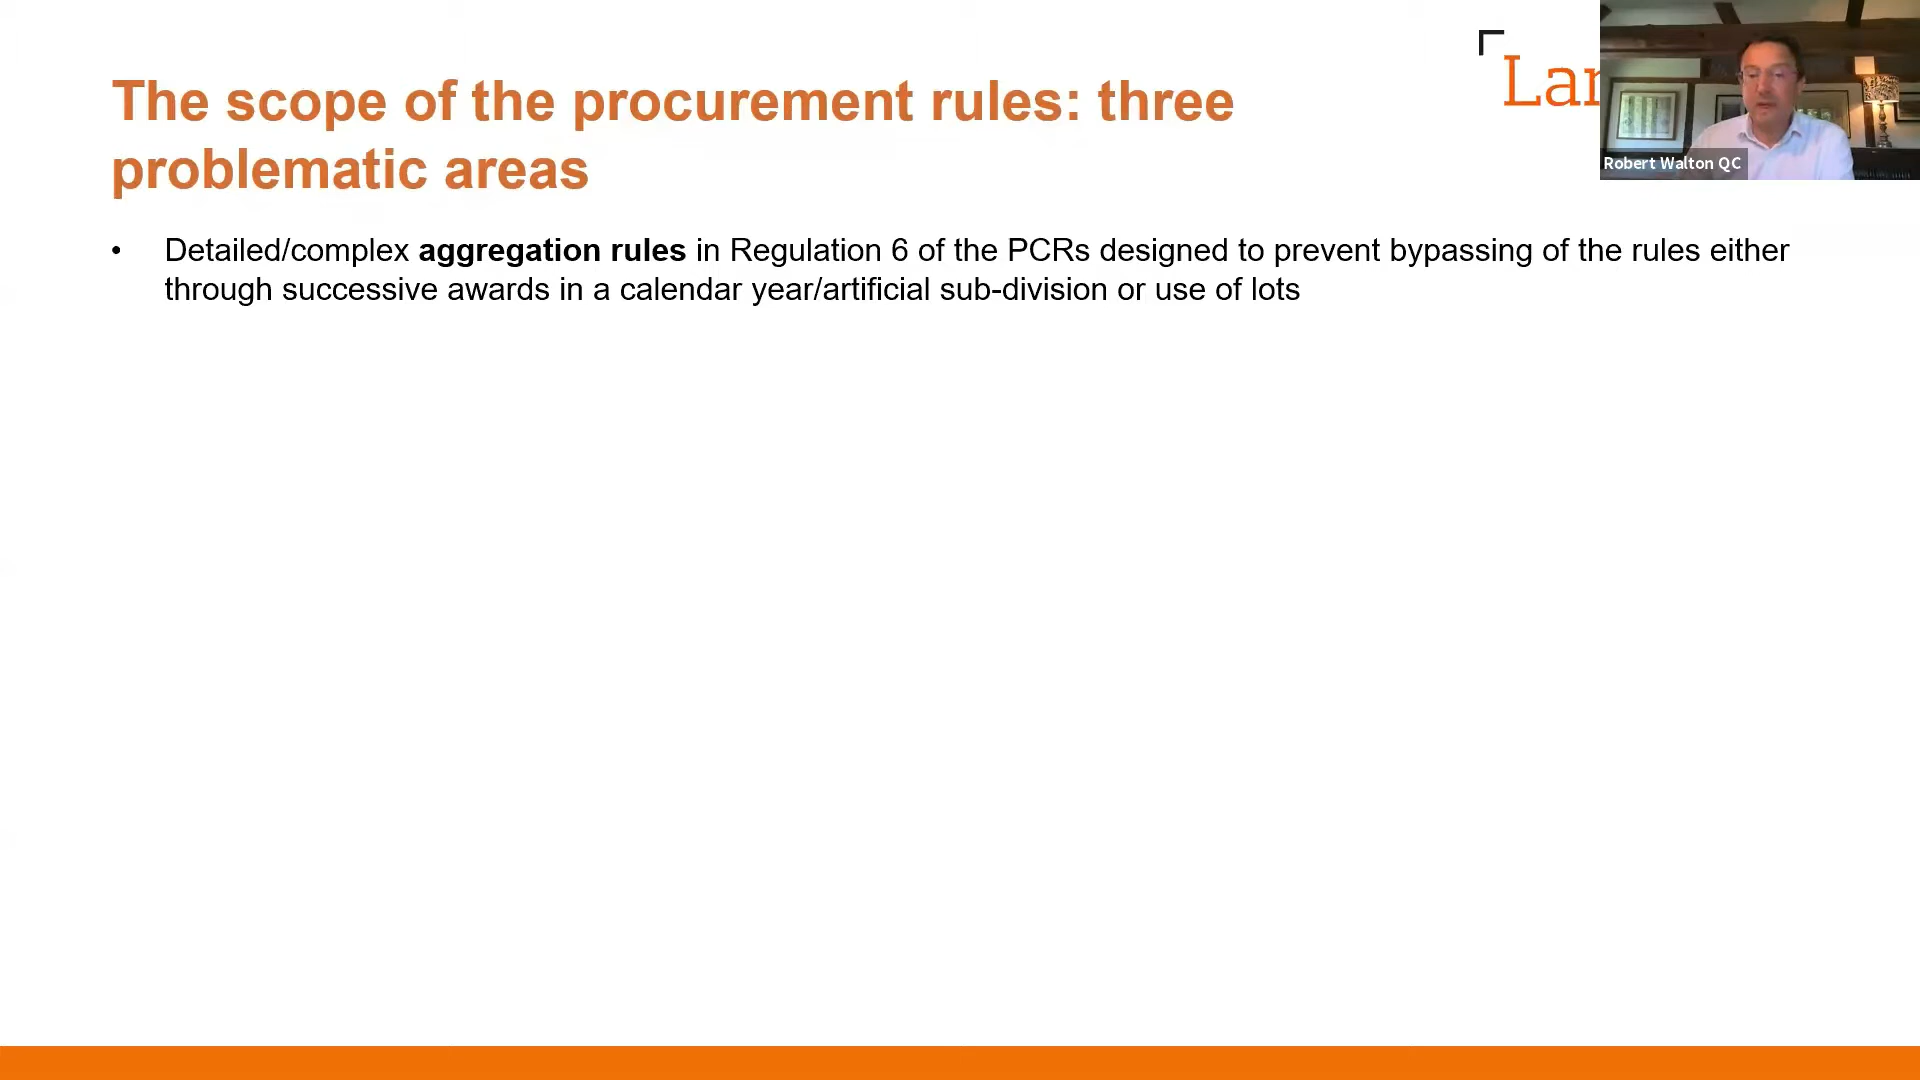 The scope of the procurement rules: three
problematic areas
Lan
Robert Walton QC
• Detailed/complex aggregation rules in Regulation 6 of the PCRs designed to prevent bypassing of the rules either
through successive awards in a calendar year/artificial sub-division or use of lots